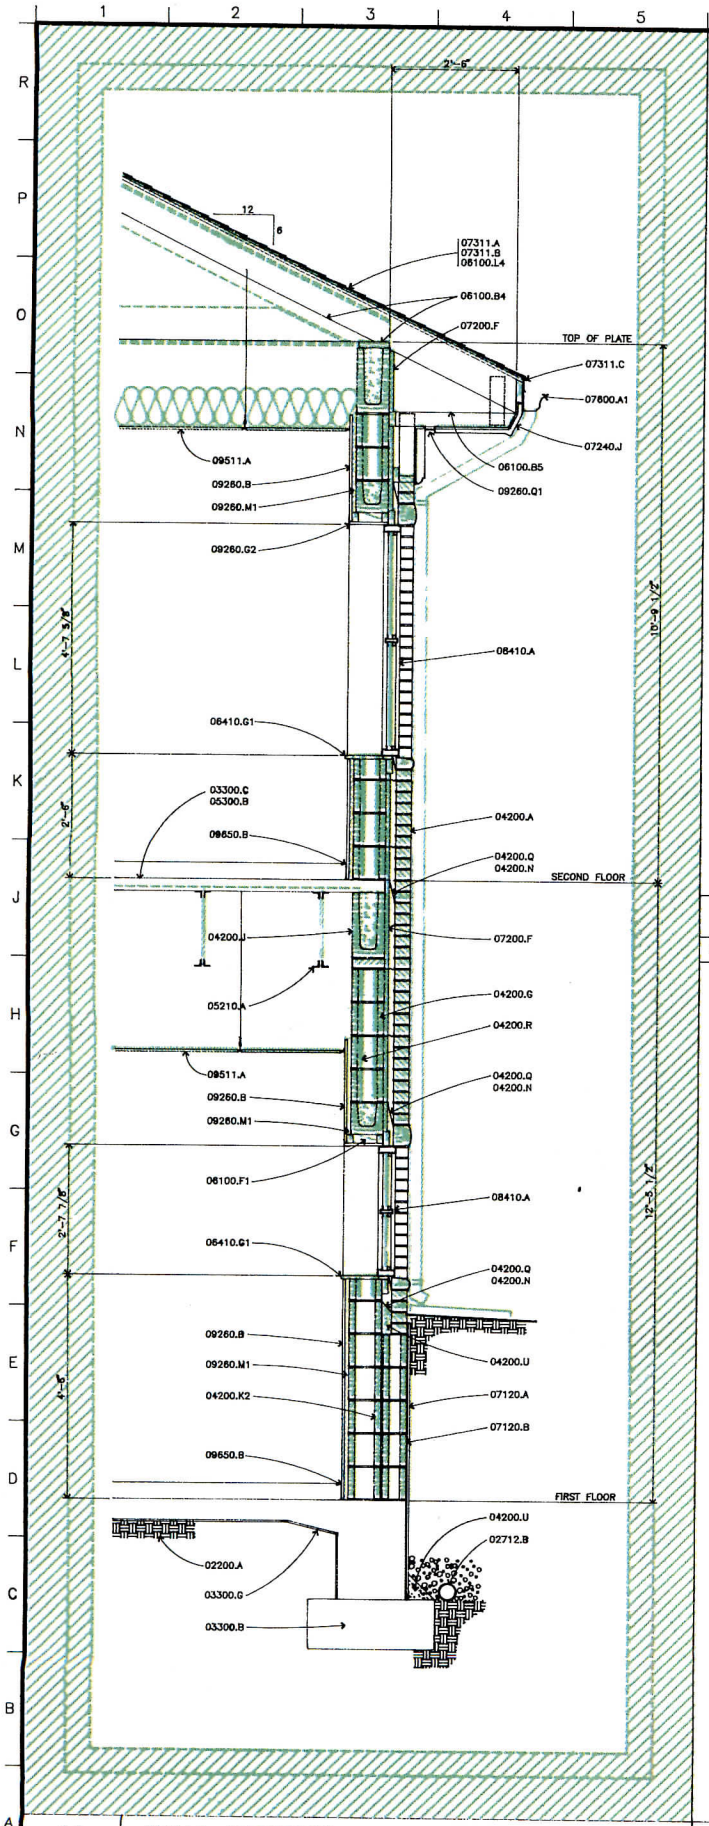 1 2 3 4 5
R
2'-6"
P
12
6
07311.A
07311.B
06100.L4
O
06100.B4
07200.F
TOP OF PLATE
07311.C
07600.A1
N
07240.J
09511.A
06100.B5
09260.B
09260.Q1
09260.M1
M
09260.G2
4'-7 5/8"
10'-9 1/2"
L
08410.A
06410.G1
K
03300.C
05300.B
2'-6"
04200.A
09650.B
04200.Q
04200.N
SECOND FLOOR
J
04200.J
07200.F
H
04200.G
05210.A
04200.R
09511.A
04200.Q
04200.N
09260.B
G
09260.M1
06100.F1
2'-7 7/8"
08410.A
12'-5 1/2"
F
06410.G1
04200.Q
04200.N
09260.B
E
09260.M1
04200.U
04200.K2
07120.A
07120.B
09650.B
D
FIRST FLOOR
04200.U
02712.B
02200.A
C
03300.G
03300.B
B
A